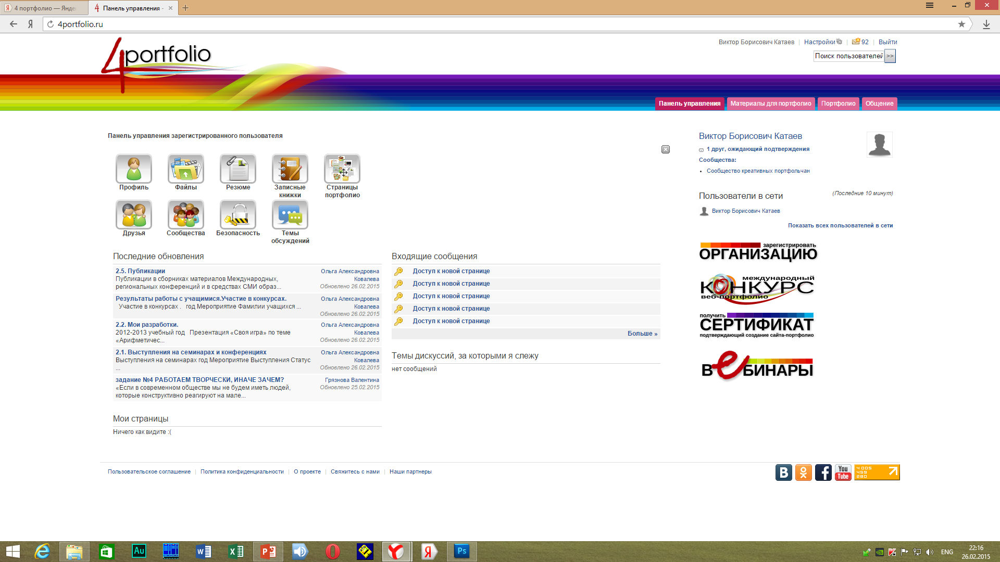 4 портфолио — Янде
Панель управления -
4portfolio.ru
4portfolio
Виктор Борисович Катаев | Настройки | 92 | Выйти
Поиск пользователей >>
Панель управления Материалы для портфолио Портфолио Общение
Панель управления зарегистрированного пользователя
Профиль
Файлы
Резюме
Записные
книжки
Страницы
портфолио
Друзья
Сообщества
Безопасность
Темы
обсуждений
Последние обновления
2.5. Публикации
Ольга Александровна
Ковалева
Публикации в сборниках материалов Международных,
региональных конференций и в средствах СМИ образ...
Обновлено 26.02.2015
Результаты работы с учащимися.Участие в конкурсах.
Ольга Александровна
Ковалева
Участие в конкурсах . год Мероприятие Фамилии учащихся ...
Обновлено 26.02.2015
2.2. Мои разработки.
Ольга Александровна
Ковалева
2012-2013 учебный год Презентация «Своя игра» по теме
«Арифметичес...
Обновлено 26.02.2015
2.1. Выступления на семинарах и конференциях
Ольга Александровна
Ковалева
Выступления на семинарах год Мероприятие Выступления Статус
...
Обновлено 26.02.2015
задание №4 РАБОТАЕМ ТВОРЧЕСКИ, ИНАЧЕ ЗАЧЕМ?
Грязнова Валентина
«Если в современном обществе мы не будем иметь людей,
которые конструктивно реагируют на мале...
Обновлено 25.02.2015
Мои страницы
Ничего как видите :(
Входящие сообщения
Доступ к новой странице
Доступ к новой странице
Доступ к новой странице
Доступ к новой странице
Доступ к новой странице
Больше »
Темы дискуссий, за которыми я слежу
нет сообщений
Виктор Борисович Катаев
1 друг, ожидающий подтверждения
Сообщества:
• Сообщество креативных портфольчан
Пользователи в сети
(Последние 10 минут)
Виктор Борисович Катаев
Показать всех пользователей в сети
зарегистрировать
ОРГАНИЗАЦИЮ
международный
КОНКУРС
веб-портфолио
получить
СЕРТИФИКАТ
подтверждающий создание сайта-портфолио
ВеБИНАРЫ
Пользовательское соглашение | Политика конфиденциальности | О проекте | Свяжитесь с нами | Наши партнеры
You
Tube
4 005
459
280
Au
Ps
ENG
22:16
26.02.2015